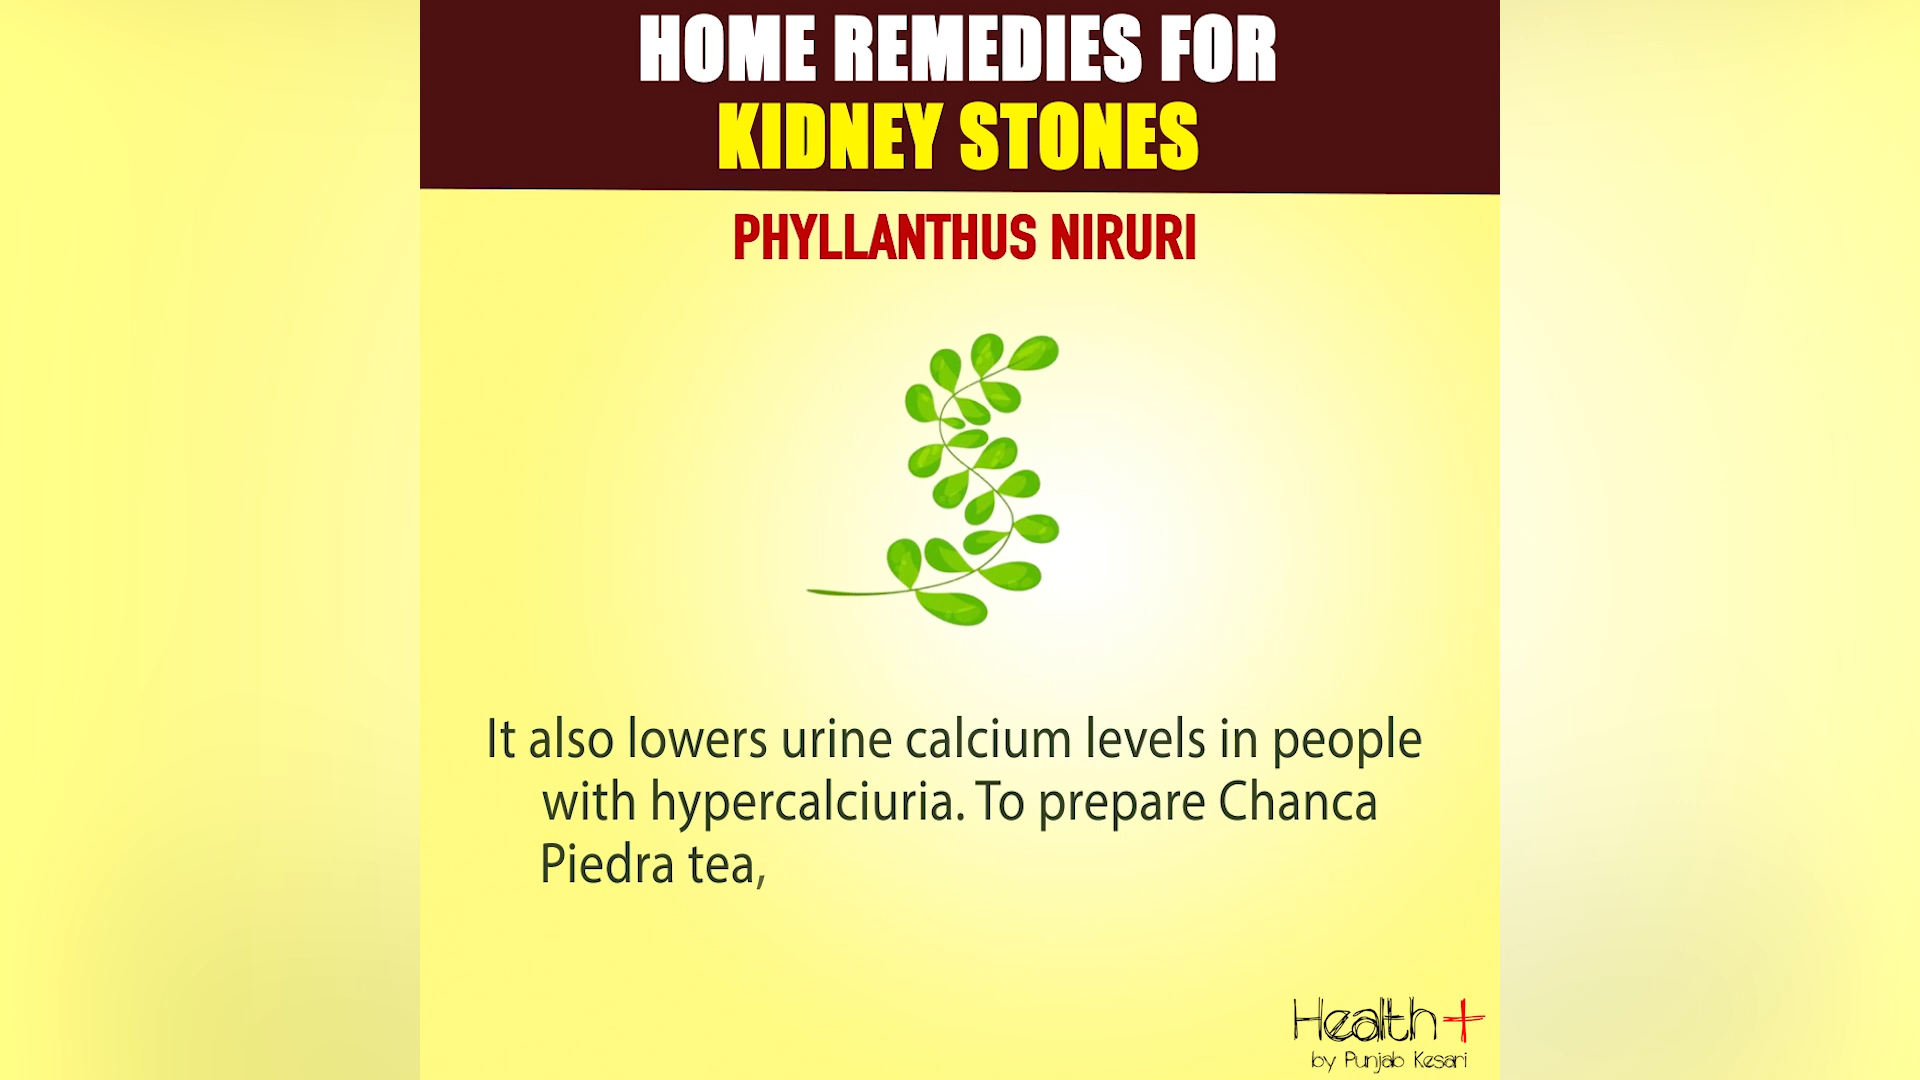 HOME REMEDIES FOR
KIDNEY STONES
PHYLLANTHUS NIRURI
It also lowers urine calcium levels in people
with hypercalciuria. To prepare Chanca
Piedra tea,
Health+
by Punjab Kesari